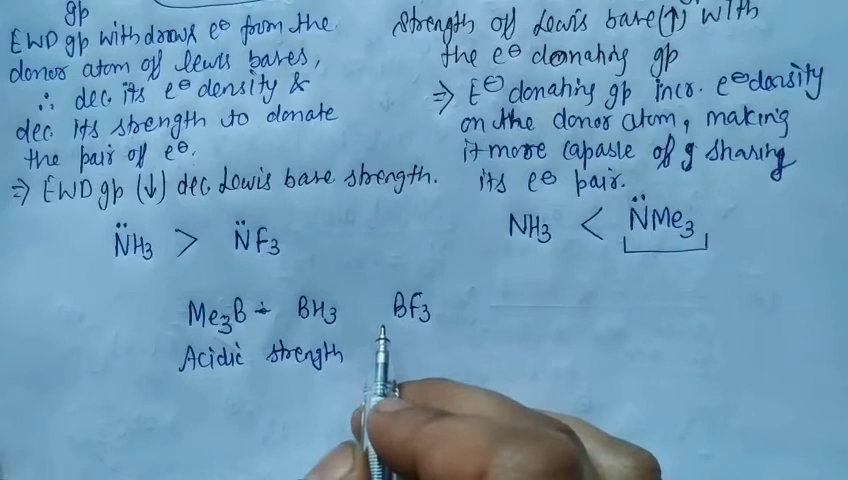 gp
EWD gp withdraws e⊖ from the
donor atom of lewis bases,
∴ dec. its e⊖ density &
dec. its strength to donate
the pair of e⊖.
⇒ EWD gp (↓) dec. Lewis base strength.
N̈H₃ > N̈F₃
strength of Lewis base(↑) with
the e⊖ donating gp
⇒ E⊖ donating gp incr. e⊖ density
on the donor atom, making
it more capable of sharing
its e⊖ pair.
NH₃ < N̈Me₃
Me₃B BH₃ BF₃
Acidic strength